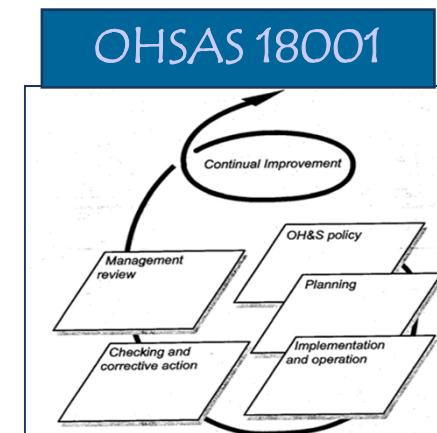 OHSAS 18001
Continual Improvement
OH&S policy
Management
review
Planning
Checking and
corrective action
Implementation
and operation